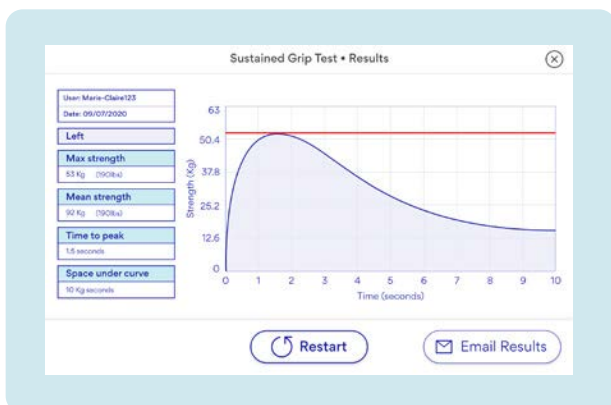 Sustained Grip Test • Results
User: Marie-Claire123
Date: 09/07/2020
Left
Max strength
53 Kg (190lbs)
Mean strength
92 Kg (190lbs)
Time to peak
1.5 seconds
Space under curve
10 Kg seconds
Strength (Kg)
63
50.4
37.8
25.2
12.6
0
0 1 2 3 4 5 6 7 8 9 10
Time (seconds)
Restart
Email Results